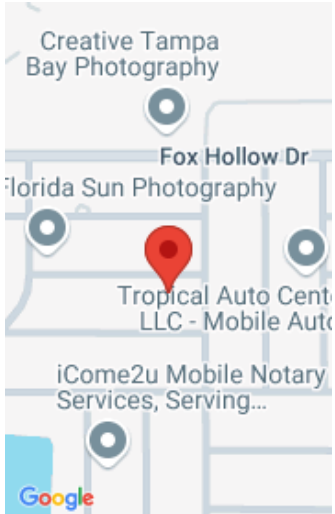 Creative Tampa
Bay Photography
Fox Hollow Dr
Florida Sun Photography
Tropical Auto Cente
LLC - Mobile Auto
iCome2u Mobile Notary
Services, Serving...
Google